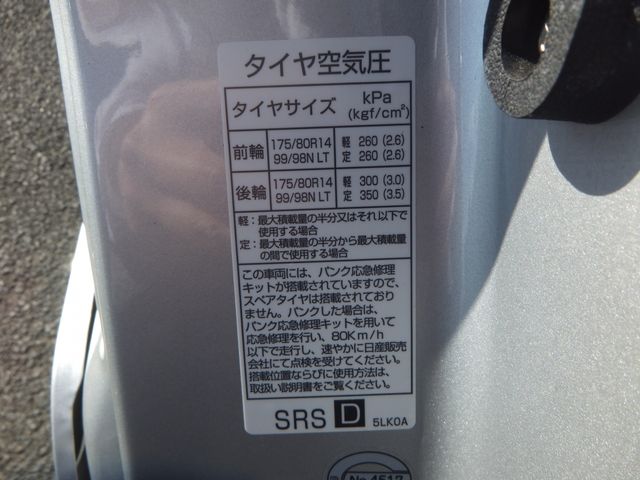 タイヤ空気圧
タイヤサイズ kPa (kgf/cm²)
前輪 175/80R14 99/98N LT 軽 260 (2.6)
定 260 (2.6)
後輪 175/80R14 99/98N LT 軽 300 (3.0)
定 350 (3.5)
軽：最大積載量の半分又はそれ以下で
使用する場合
定：最大積載量の半分から最大積載量
の間で使用する場合
この車両には、パンク応急修理
キットが搭載されていますので、
スペアタイヤは搭載されており
ません。パンクした場合は、
パンク応急修理キットを用いて
応急修理を行い、80Km/h
以下で走行し、速やかに日産販売
会社にて点検を受けてください。
搭載位置ならびに使用方法は、
取扱い説明書をご覧ください。
SRS D 5LK0A